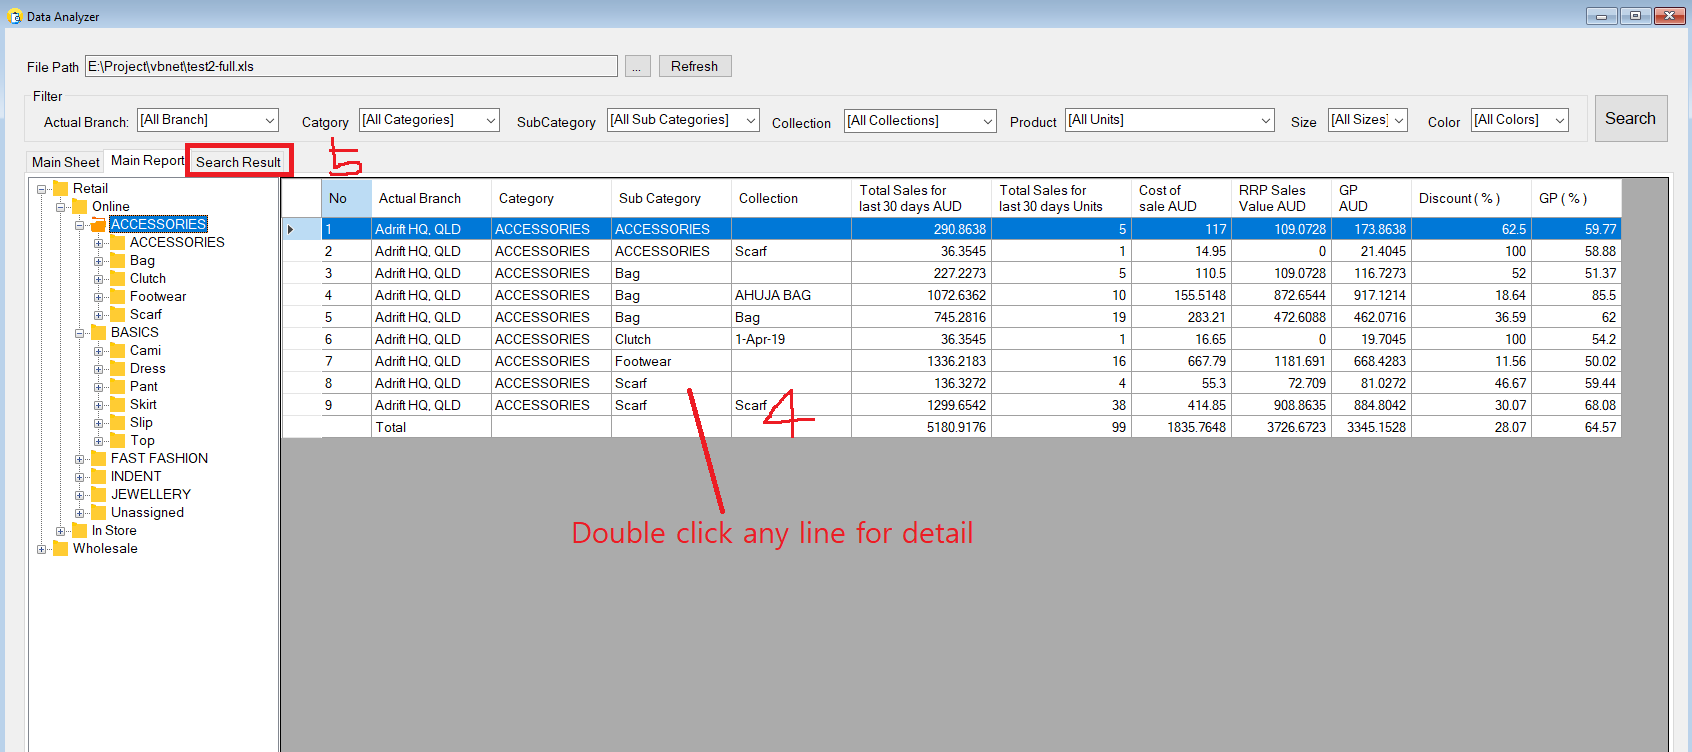 Data Analyzer
File Path E:\Project\vbnet\test2-full.xls ... Refresh
Filter
Actual Branch: [All Branch] Catgory [All Categories] SubCategory [All Sub Categories] Collection [All Collections] Product [All Units] Size [All Sizes] Color [All Colors] Search
Main Sheet Main Report Search Result 5
Retail
Online
ACCESSORIES
ACCESSORIES
Bag
Clutch
Footwear
Scarf
BASICS
Cami
Dress
Pant
Skirt
Slip
Top
FAST FASHION
INDENT
JEWELLERY
Unassigned
In Store
Wholesale
No Actual Branch Category Sub Category Collection Total Sales for last 30 days AUD Total Sales for last 30 days Units Cost of sale AUD RRP Sales Value AUD GP AUD Discount ( % ) GP ( % )
1 Adrift HQ, QLD ACCESSORIES ACCESSORIES 290.8638 5 117 109.0728 173.8638 62.5 59.77
2 Adrift HQ, QLD ACCESSORIES ACCESSORIES Scarf 36.3545 1 14.95 0 21.4045 100 58.88
3 Adrift HQ, QLD ACCESSORIES Bag 227.2273 5 110.5 109.0728 116.7273 52 51.37
4 Adrift HQ, QLD ACCESSORIES Bag AHUJA BAG 1072.6362 10 155.5148 872.6544 917.1214 18.64 85.5
5 Adrift HQ, QLD ACCESSORIES Bag Bag 745.2816 19 283.21 472.6088 462.0716 36.59 62
6 Adrift HQ, QLD ACCESSORIES Clutch 1-Apr-19 36.3545 1 16.65 0 19.7045 100 54.2
7 Adrift HQ, QLD ACCESSORIES Footwear 1336.2183 16 667.79 1181.691 668.4283 11.56 50.02
8 Adrift HQ, QLD ACCESSORIES Scarf 136.3272 4 55.3 72.709 81.0272 46.67 59.44
9 Adrift HQ, QLD ACCESSORIES Scarf Scarf 1299.6542 38 414.85 908.8635 884.8042 30.07 68.08
Total 5180.9176 99 1835.7648 3726.6723 3345.1528 28.07 64.57
4
Double click any line for detail